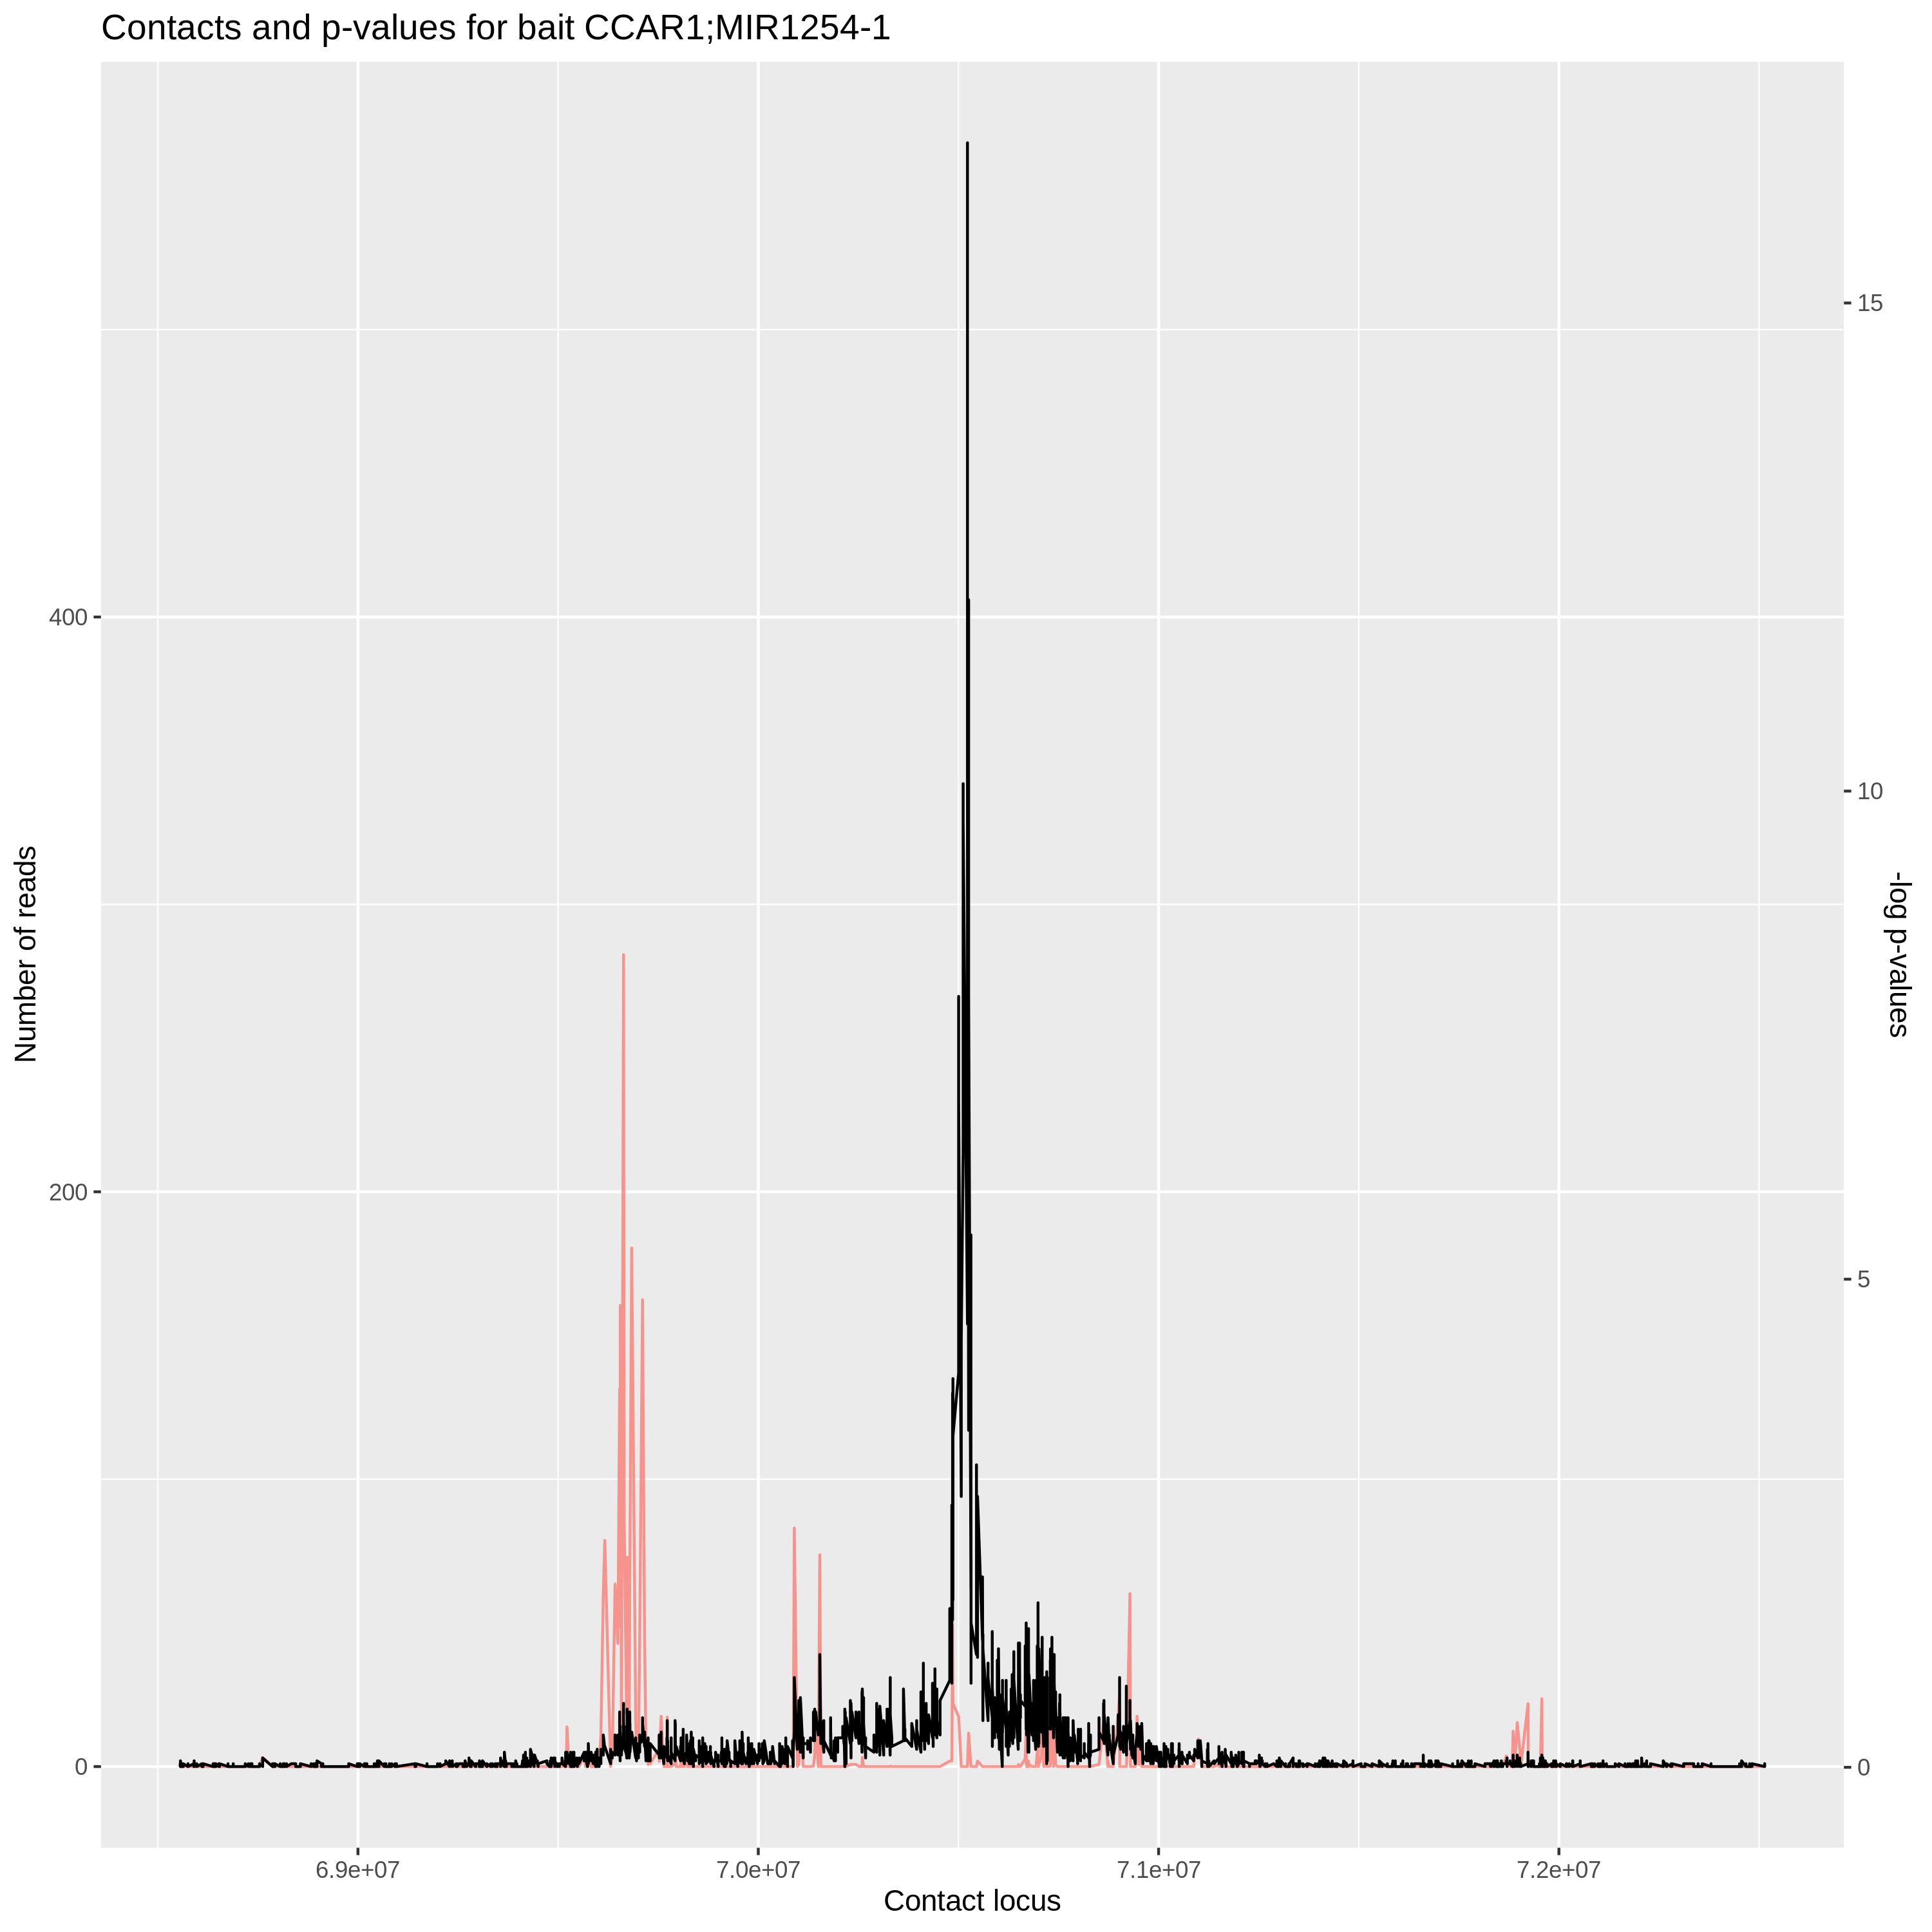 Contacts and p-values for bait CCAR1;MIR1254-1
Number of reads
400
200
0
15
10
5
0
-log p-values
6.9e+07 7.0e+07 7.1e+07 7.2e+07
Contact locus